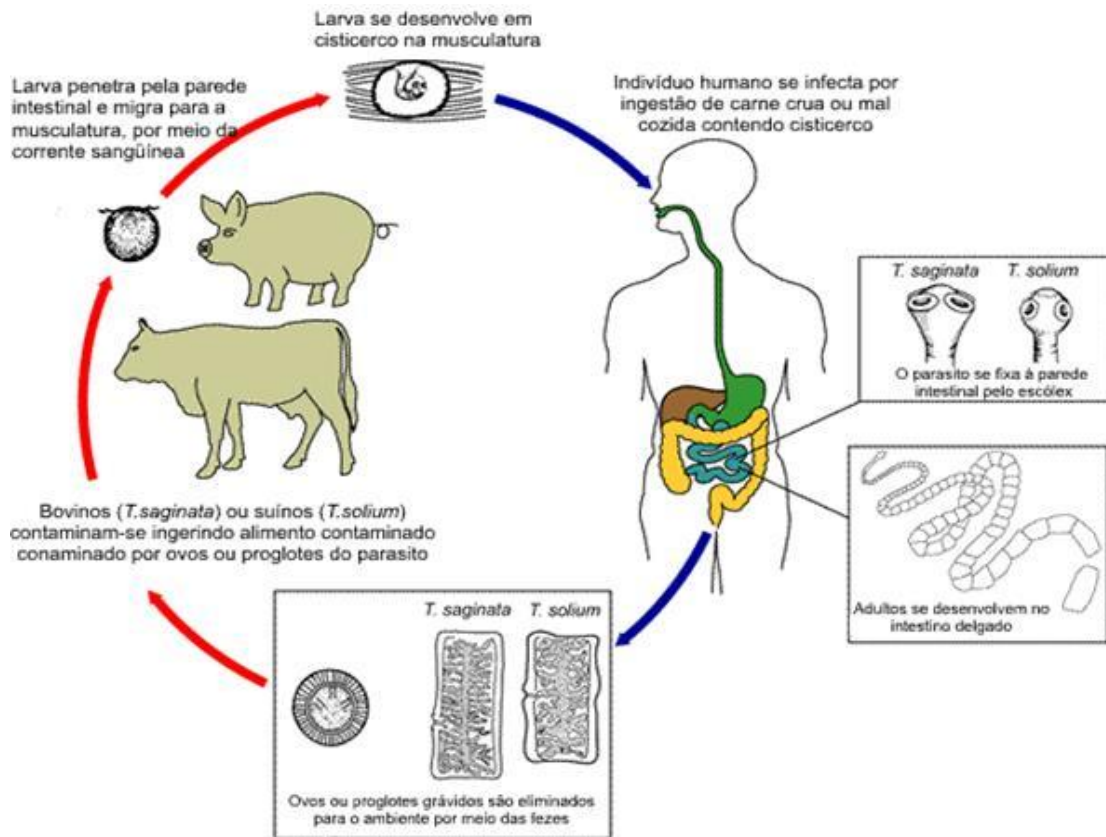 Larva se desenvolve em
cisticerco na musculatura
Larva penetra pela parede
intestinal e migra para a
musculatura, por meio da
corrente sangüínea
Indivíduo humano se infecta por
ingestão de carne crua ou mal
cozida contendo cisticerco
T. saginata T. solium
O parasito se fixa à parede
intestinal pelo escólex
Adultos se desenvolvem no
intestino delgado
Bovinos (T.saginata) ou suínos (T.solium)
contaminam-se ingerindo alimento contaminado
conaminado por ovos ou proglotes do parasito
T. saginata T. solium
Ovos ou proglotes grávidos são eliminados
para o ambiente por meio das fezes